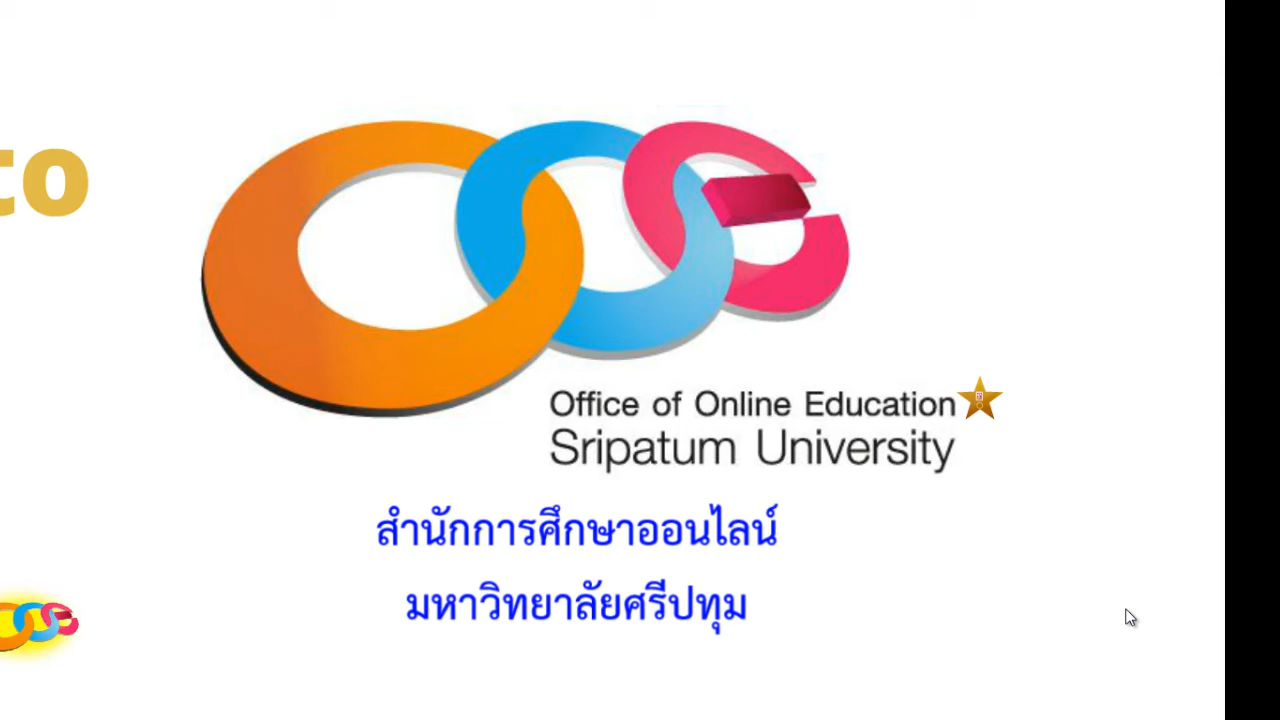 to
Office of Online Education
Sripatum University
สำนักการศึกษาออนไลน์
มหาวิทยาลัยศรีปทุม